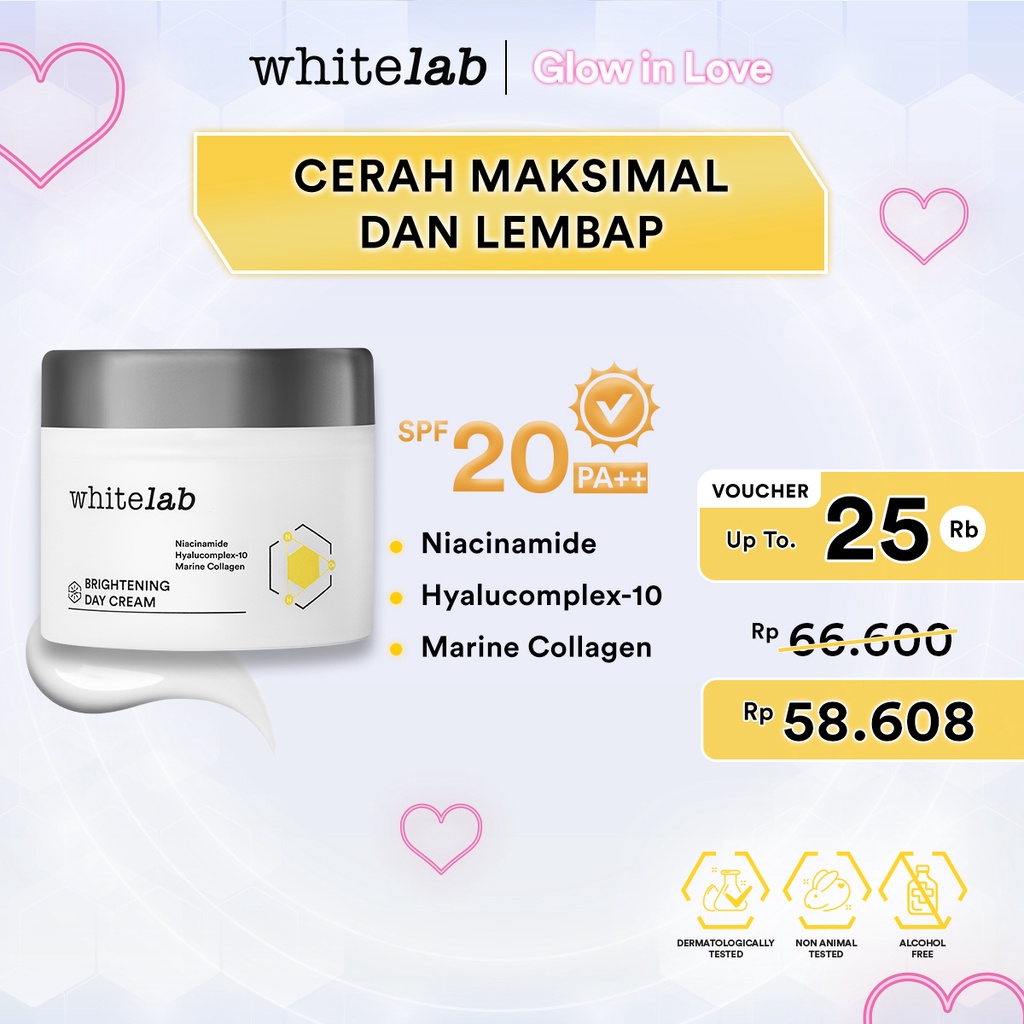 whitelab
Glow in Love
CERAH MAKSIMAL
DAN LEMBAP
whitelab
Niacinamide
Hyalucomplex-10
Marine Collagen
BRIGHTENING
DAY CREAM
SPF 20
PA++
Niacinamide
Hyalucomplex-10
Marine Collagen
VOUCHER
Up To. 25 Rb
Rp 66.600
Rp 58.608
DERMATOLOGICALLY
TESTED
NON ANIMAL
TESTED
ALCOHOL
FREE